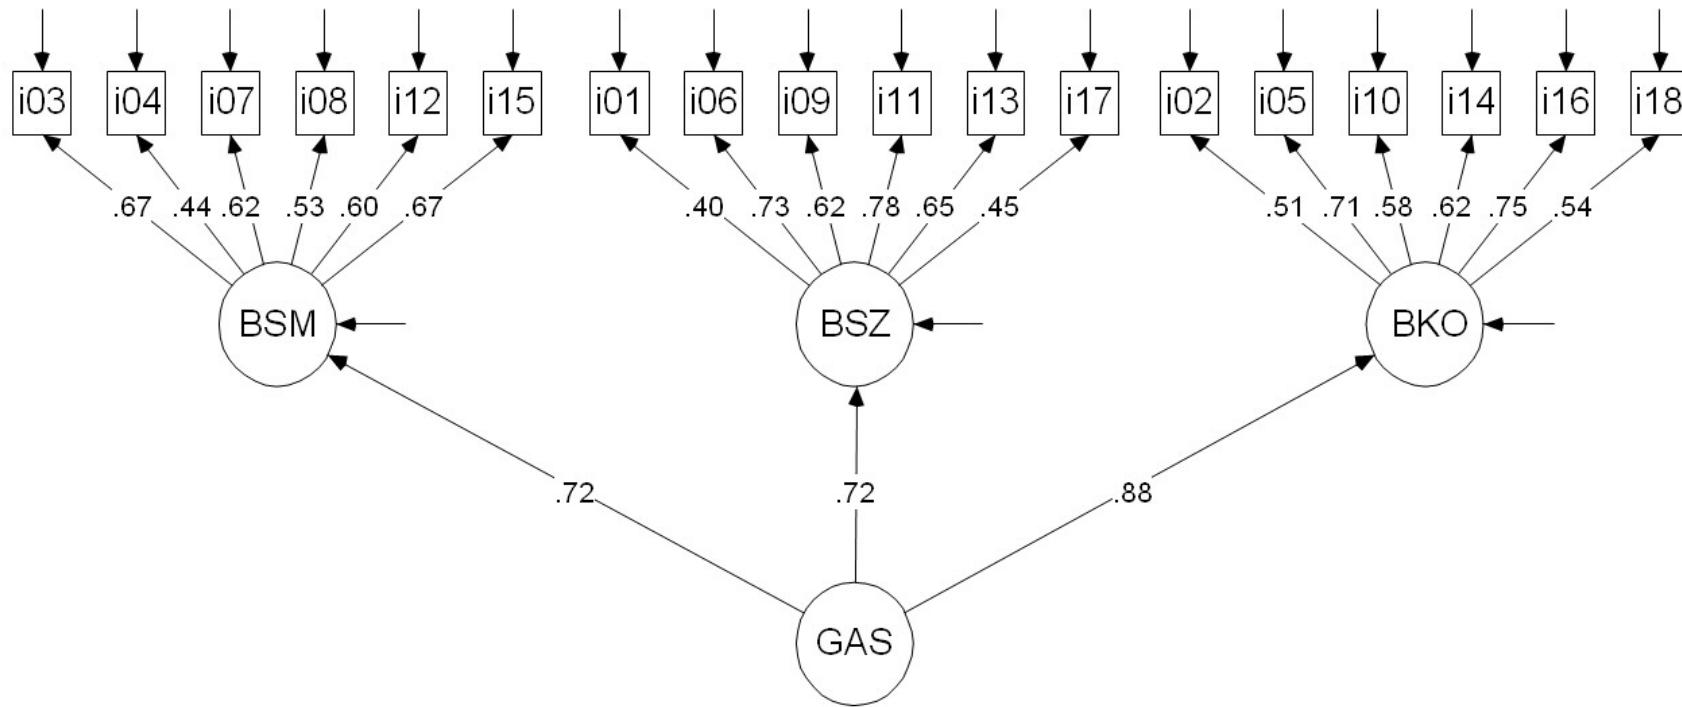 i03 i04 i07 i08 i12 i15 i01 i06 i09 i11 i13 i17 i02 i05 i10 i14 i16 i18
.67 .44 .62 .53 .60 .67 .40 .73 .62 .78 .65 .45 .51 .71 .58 .62 .75 .54
BSM BSZ BKO
.72 .72 .88
GAS